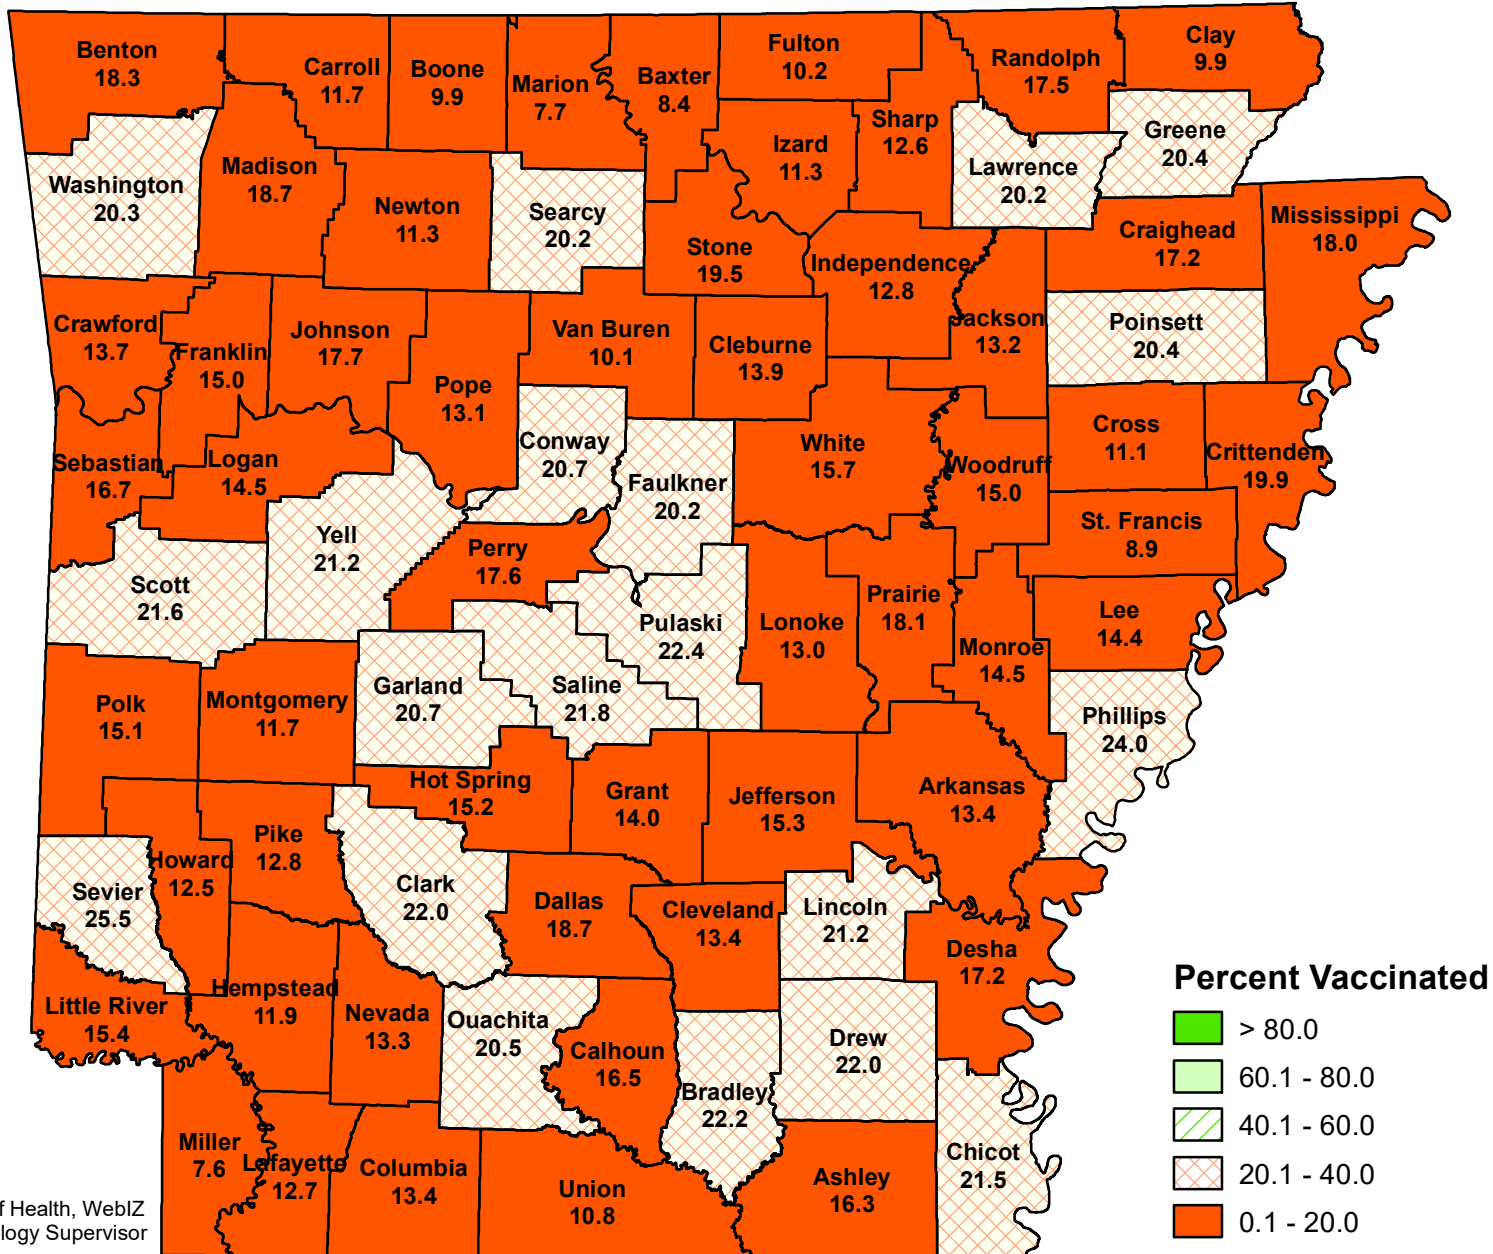 Benton
18.3
Carroll
11.7
Boone
9.9
Marion
7.7
Baxter
8.4
Fulton
10.2
Randolph
17.5
Clay
9.9
Sharp
12.6
Izard
11.3
Lawrence
20.2
Greene
20.4
Washington
20.3
Madison
18.7
Newton
11.3
Searcy
20.2
Stone
19.5
Independence
12.8
Craighead
17.2
Mississippi
18.0
Crawford
13.7
Franklin
15.0
Johnson
17.7
Pope
13.1
Van Buren
10.1
Cleburne
13.9
Jackson
13.2
Poinsett
20.4
Sebastian
16.7
Logan
14.5
Conway
20.7
Faulkner
20.2
White
15.7
Woodruff
15.0
Cross
11.1
Crittenden
19.9
Yell
21.2
Perry
17.6
St. Francis
8.9
Scott
21.6
Pulaski
22.4
Lonoke
13.0
Prairie
18.1
Monroe
14.5
Lee
14.4
Polk
15.1
Montgomery
11.7
Garland
20.7
Saline
21.8
Phillips
24.0
Hot Spring
15.2
Grant
14.0
Jefferson
15.3
Arkansas
13.4
Pike
12.8
Howard
12.5
Sevier
25.5
Clark
22.0
Dallas
18.7
Cleveland
13.4
Lincoln
21.2
Desha
17.2
Little River
15.4
Hempstead
11.9
Nevada
13.3
Ouachita
20.5
Calhoun
16.5
Bradley
22.2
Drew
22.0
Miller
7.6
Lafayette
12.7
Columbia
13.4
Union
10.8
Ashley
16.3
Chicot
21.5
Percent Vaccinated
> 80.0
60.1 - 80.0
40.1 - 60.0
20.1 - 40.0
0.1 - 20.0
f Health, WebIZ
logy Supervisor